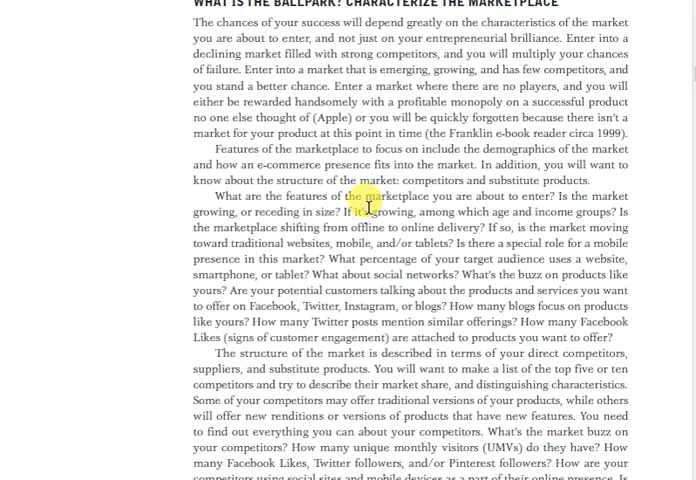 WHAT IS THE BALLPARK? CHARACTERIZE THE MARKETPLACE
The chances of your success will depend greatly on the characteristics of the market
you are about to enter, and not just on your entrepreneurial brilliance. Enter into a
declining market filled with strong competitors, and you will multiply your chances
of failure. Enter into a market that is emerging, growing, and has few competitors, and
you stand a better chance. Enter a market where there are no players, and you will
either be rewarded handsomely with a profitable monopoly on a successful product
no one else thought of (Apple) or you will be quickly forgotten because there isn't a
market for your product at this point in time (the Franklin e-book reader circa 1999).
Features of the marketplace to focus on include the demographics of the market
and how an e-commerce presence fits into the market. In addition, you will want to
know about the structure of the market: competitors and substitute products.
What are the features of the marketplace you are about to enter? Is the market
growing, or receding in size? If it's growing, among which age and income groups? Is
the marketplace shifting from offline to online delivery? If so, is the market moving
toward traditional websites, mobile, and/or tablets? Is there a special role for a mobile
presence in this market? What percentage of your target audience uses a website,
smartphone, or tablet? What about social networks? What's the buzz on products like
yours? Are your potential customers talking about the products and services you want
to offer on Facebook, Twitter, Instagram, or blogs? How many blogs focus on products
like yours? How many Twitter posts mention similar offerings? How many Facebook
Likes (signs of customer engagement) are attached to products you want to offer?
The structure of the market is described in terms of your direct competitors,
suppliers, and substitute products. You will want to make a list of the top five or ten
competitors and try to describe their market share, and distinguishing characteristics.
Some of your competitors may offer traditional versions of your products, while others
will offer new renditions or versions of products that have new features. You need
to find out everything you can about your competitors. What's the market buzz on
your competitors? How many unique monthly visitors (UMVs) do they have? How
many Facebook Likes, Twitter followers, and/or Pinterest followers? How are your
competitors using social sites and mobile devices as a part of their online presence. Is